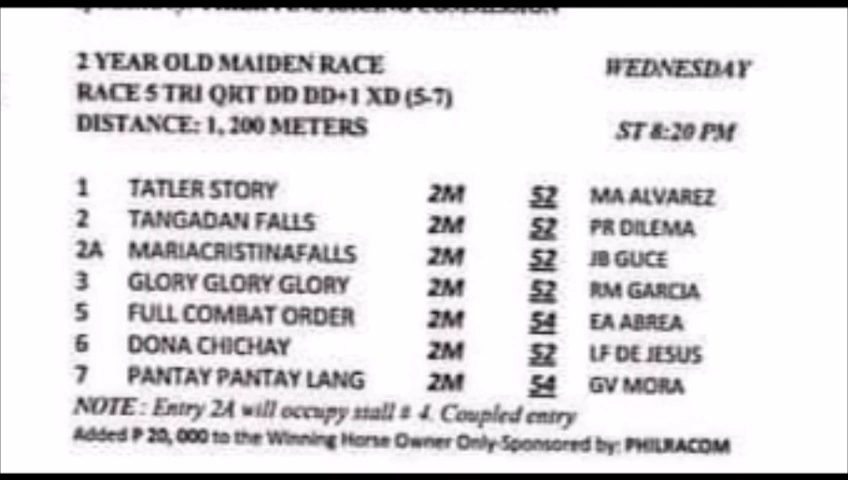 COMMISSION
2 YEAR OLD MAIDEN RACE WEDNESDAY
RACE 5 TRI QRT DD DD+1 XD (5-7)
DISTANCE: 1, 200 METERS ST 8:20 PM
1 TATLER STORY 2M 52 MA ALVAREZ
2 TANGADAN FALLS 2M 52 PR DILEMA
2A MARIACRISTINAFALLS 2M 52 JB GUCE
3 GLORY GLORY GLORY 2M 52 RM GARCIA
5 FULL COMBAT ORDER 2M 54 EA ABREA
6 DONA CHICHAY 2M 52 LF DE JESUS
7 PANTAY PANTAY LANG 2M 54 GV MORA
NOTE : Entry 2A will occupy stall # 4. Coupled entry
Added P 20, 000 to the Winning Horse Owner Only-Sponsored by: PHILRACOM